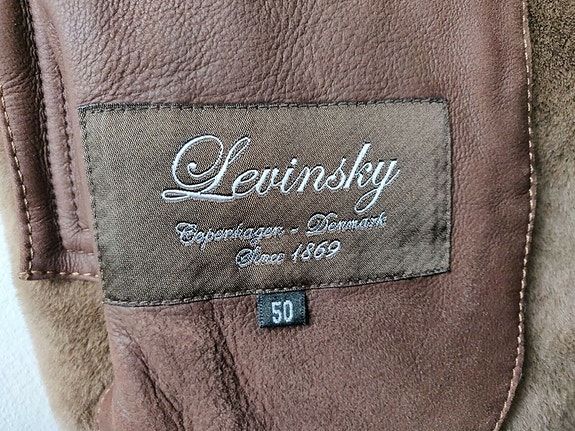 Levinsky
Copenhagen - Denmark
Since 1869
50